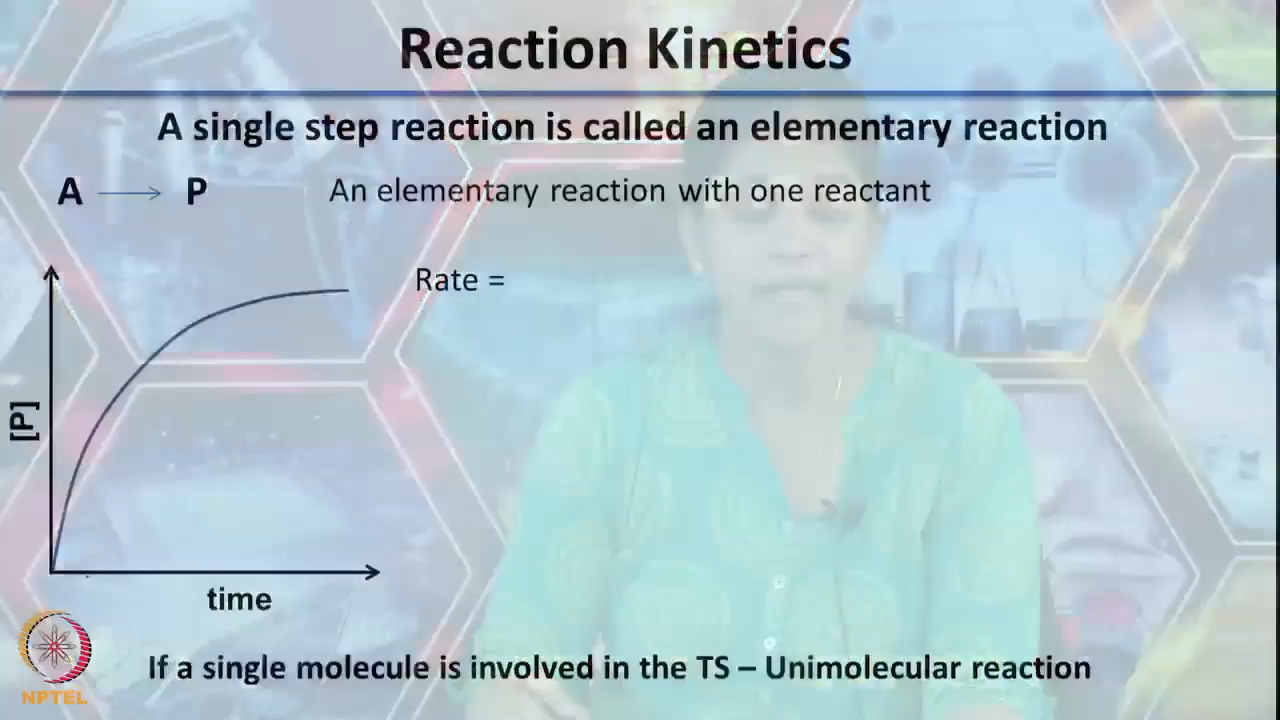 Reaction Kinetics
A single step reaction is called an elementary reaction
A → P An elementary reaction with one reactant
Rate =
[P]
time
If a single molecule is involved in the TS – Unimolecular reaction
NPTEL